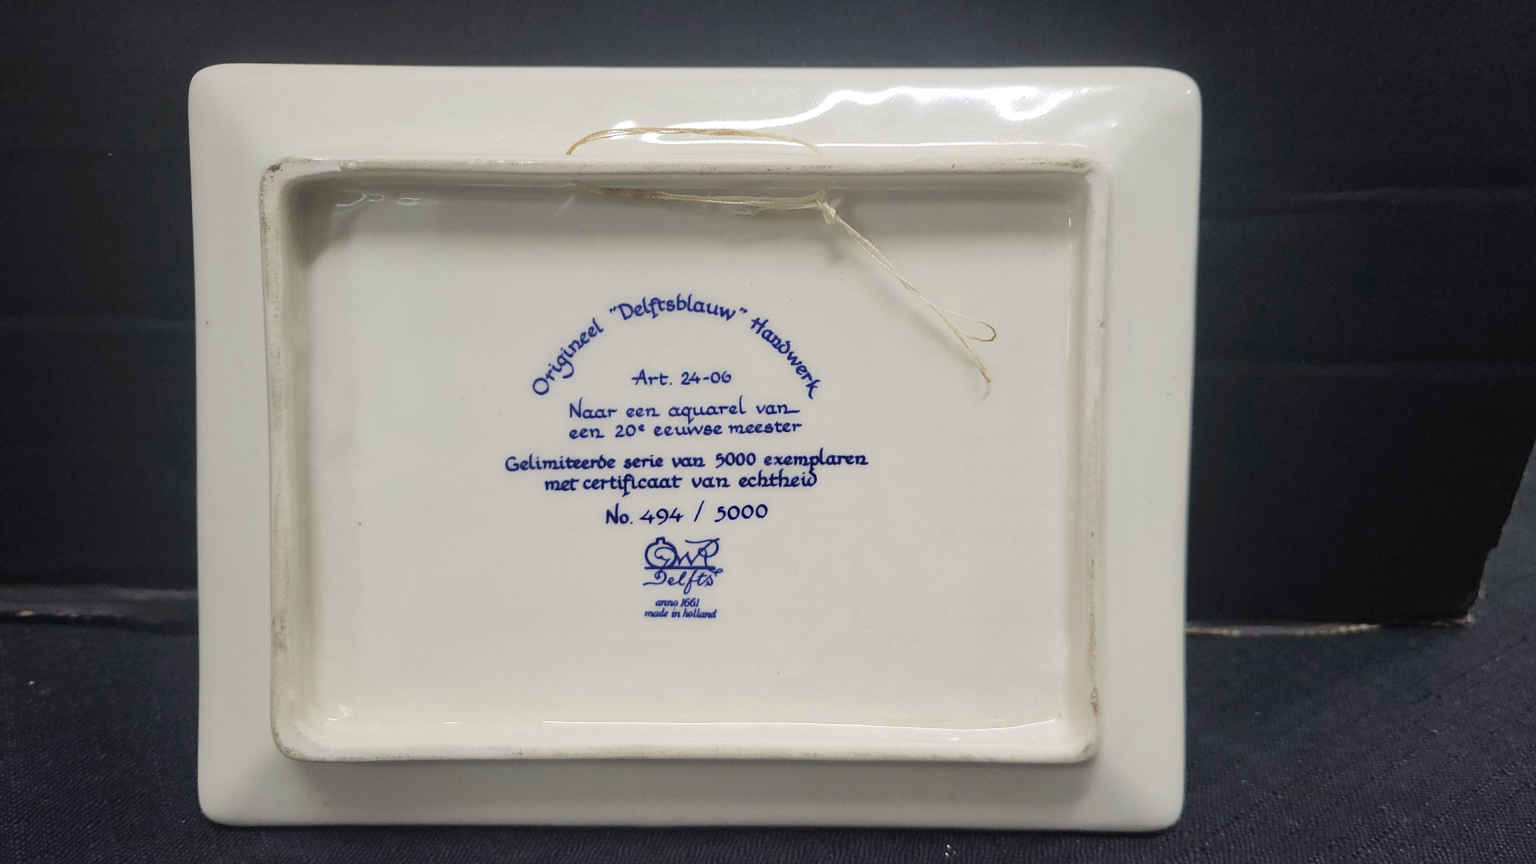 Origineel "Delftsblauw" Handwerk
Art. 24-06
Naar een aquarel van
een 20e eeuwse meester
Gelimiteerde serie van 5000 exemplaren
met certificaat van echtheid
No. 494 / 5000
Delfts
anno 1661
made in holland